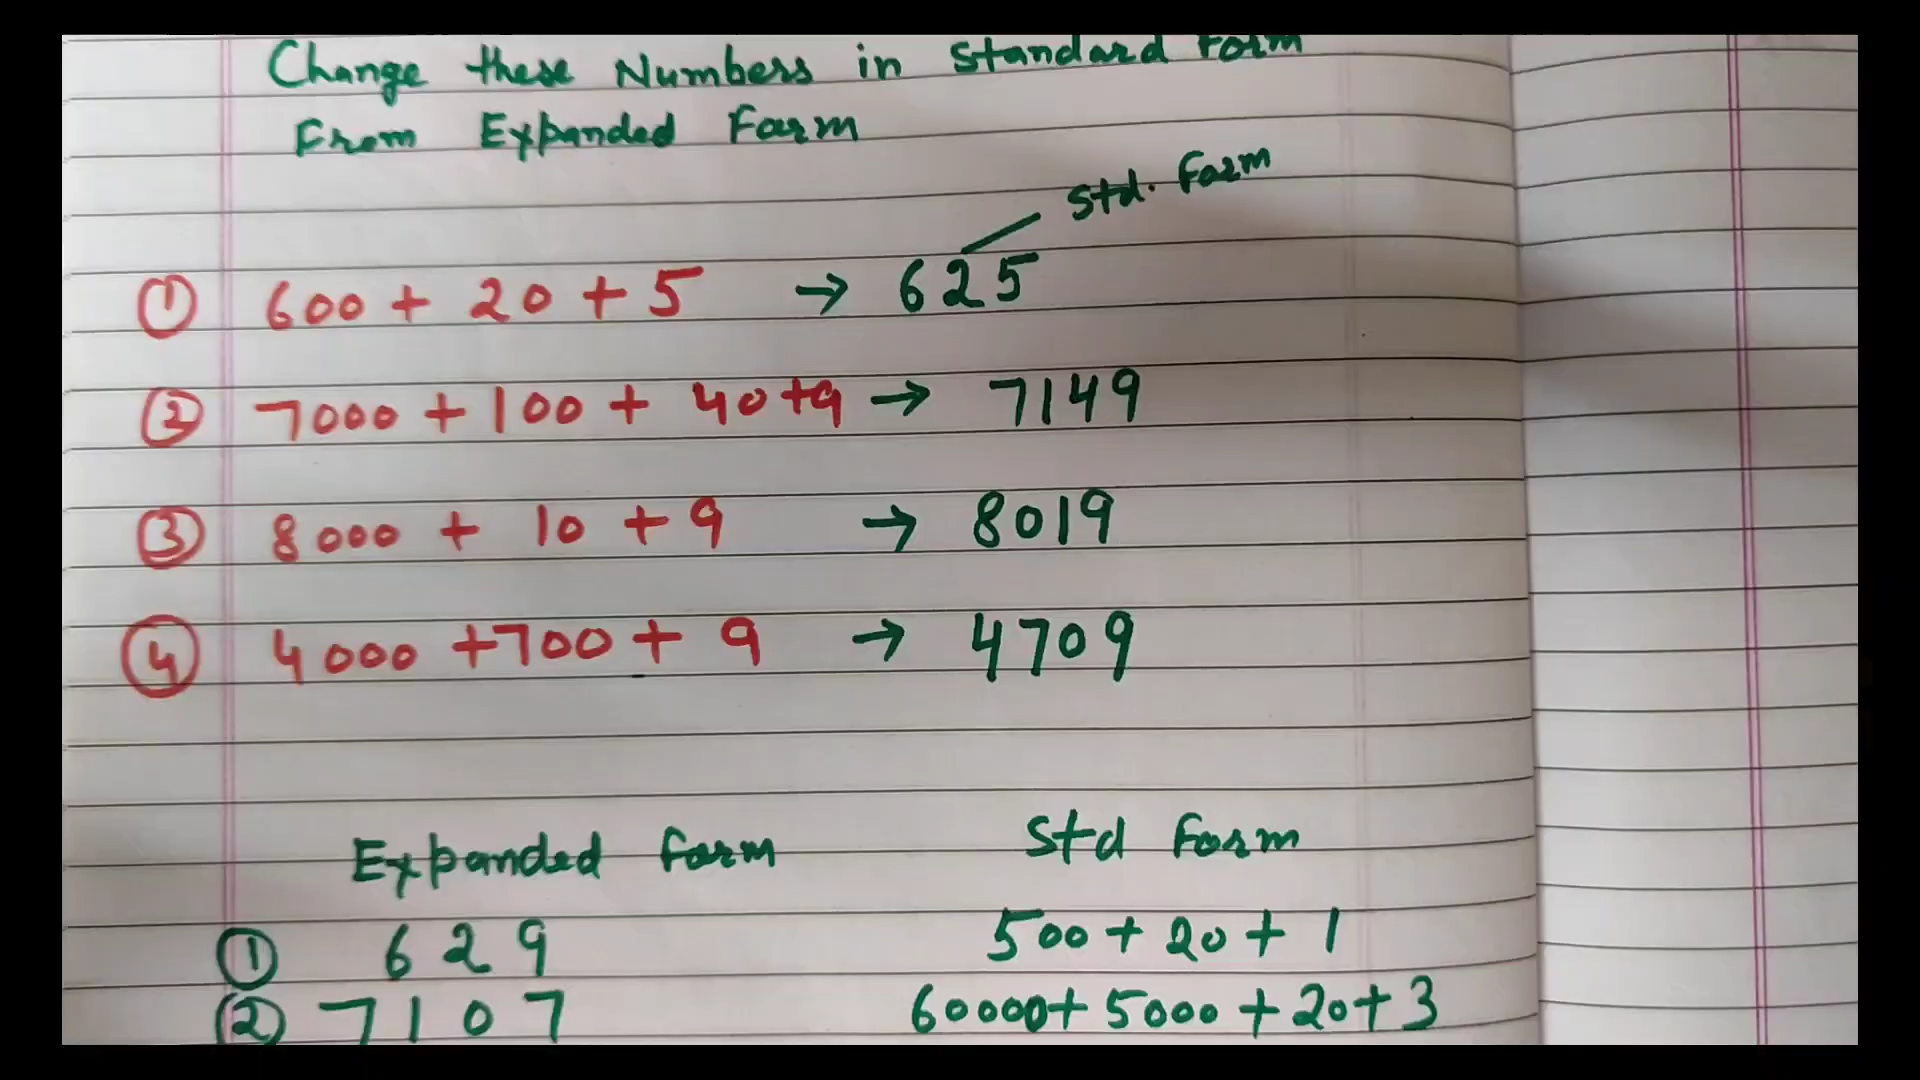 Change these Numbers in Standard Form
From Expanded Form
Std. Form
① 600 + 20 + 5 → 625
② 7000 + 100 + 40+9 → 7149
③ 8000 + 10 + 9 → 8019
④ 4000 +700 + 9 → 4709
Expanded form Std Form
① 629 500 + 20 + 1
② 7107 60000+ 5000 + 20+ 3